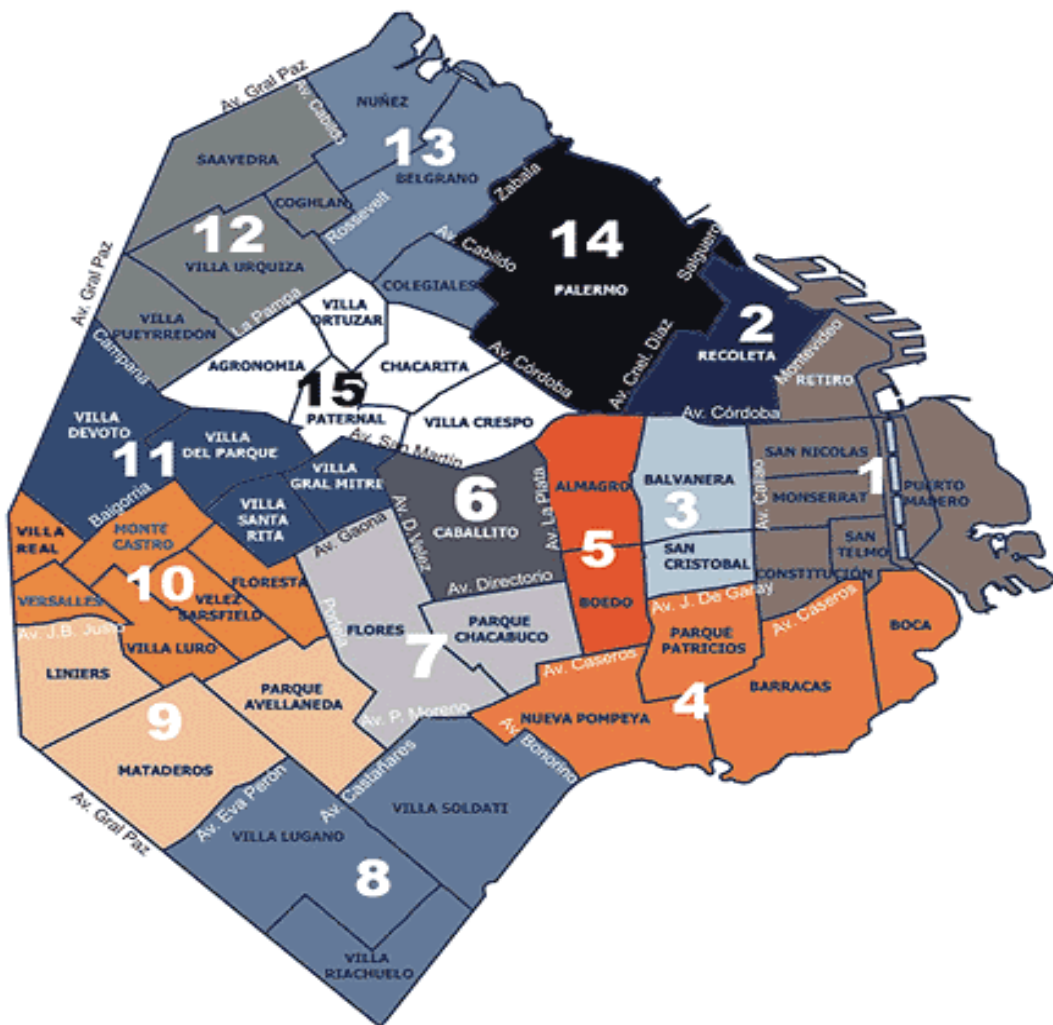 Av. Gral Paz
Av. Cabildo
NUÑEZ
13
BELGRANO
SAAVEDRA
COGHLAN
Rossevelt
12
VILLA URQUIZA
Av. Gral Paz
VILLA
PUEYRREDON
La Pampa
Campana
Zabala
Av. Cabildo
COLEGIALES
14
PALERMO
Salguero
2
RECOLETA
Av. Cnel. Díaz
Montevideo
RETIRO
VILLA
ORTUZAR
AGRONOMIA
CHACARITA
15
PATERNAL
VILLA CRESPO
Av. San Martín
Av. Córdoba
Av. Córdoba
VILLA
DEVOTO
VILLA
DEL PARQUE
11
VILLA
GRAL MITRE
VILLA
SANTA
RITA
Baigorria
Av. Gaona
Av. D.Velez
6
CABALLITO
Av. La Plata
Av. Directorio
ALMAGRO
5
BOEDO
BALVANERA
3
SAN
CRISTOBAL
Av. Callao
SAN NICOLAS
1
MONSERRAT
PUERTO
MADERO
SAN
TELMO
CONSTITUCIÓN
VILLA
REAL
MONTE
CASTRO
VERSALLES
10
VELEZ
SARSFIELD
FLORESTA
Av. J.B. Justo
VILLA LURO
LINIERS
9
MATADEROS
PARQUE
AVELLANEDA
FLORES
7
PARQUE
CHACABUCO
Av. P. Moreno
Av. J. De Garay
Av. Caseros
Av. Caseros
PARQUE
PATRICIOS
4
NUEVA POMPEYA
BARRACAS
BOCA
Av. Bonorino
Av. Castañares
Av. Eva Perón
Av. Gral Paz
VILLA SOLDATI
VILLA LUGANO
8
VILLA
RIACHUELO